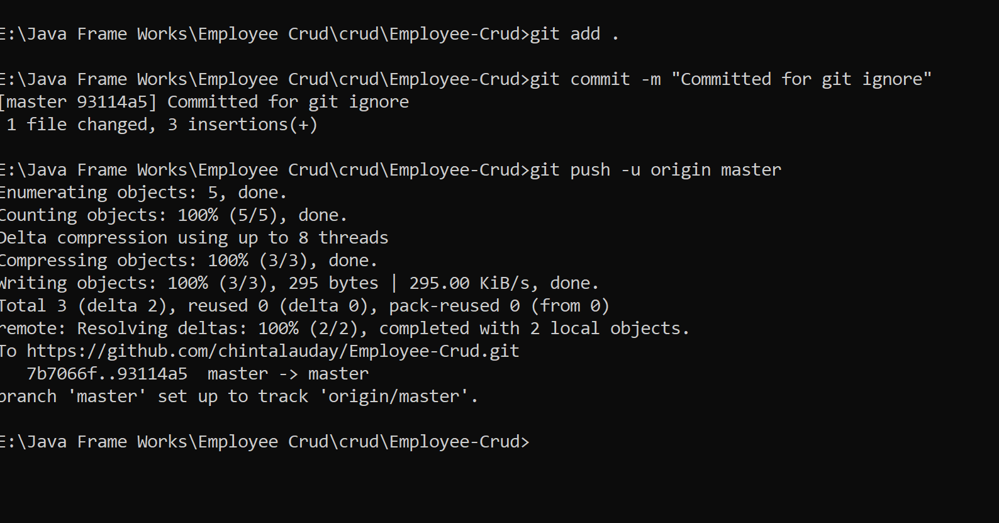 E:\Java Frame Works\Employee Crud\crud\Employee-Crud>git add .
E:\Java Frame Works\Employee Crud\crud\Employee-Crud>git commit -m "Committed for git ignore"
[master 93114a5] Committed for git ignore
 1 file changed, 3 insertions(+)
E:\Java Frame Works\Employee Crud\crud\Employee-Crud>git push -u origin master
Enumerating objects: 5, done.
Counting objects: 100% (5/5), done.
Delta compression using up to 8 threads
Compressing objects: 100% (3/3), done.
Writing objects: 100% (3/3), 295 bytes | 295.00 KiB/s, done.
Total 3 (delta 2), reused 0 (delta 0), pack-reused 0 (from 0)
remote: Resolving deltas: 100% (2/2), completed with 2 local objects.
To https://github.com/chintalauday/Employee-Crud.git
   7b7066f..93114a5  master -> master
branch 'master' set up to track 'origin/master'.
E:\Java Frame Works\Employee Crud\crud\Employee-Crud>